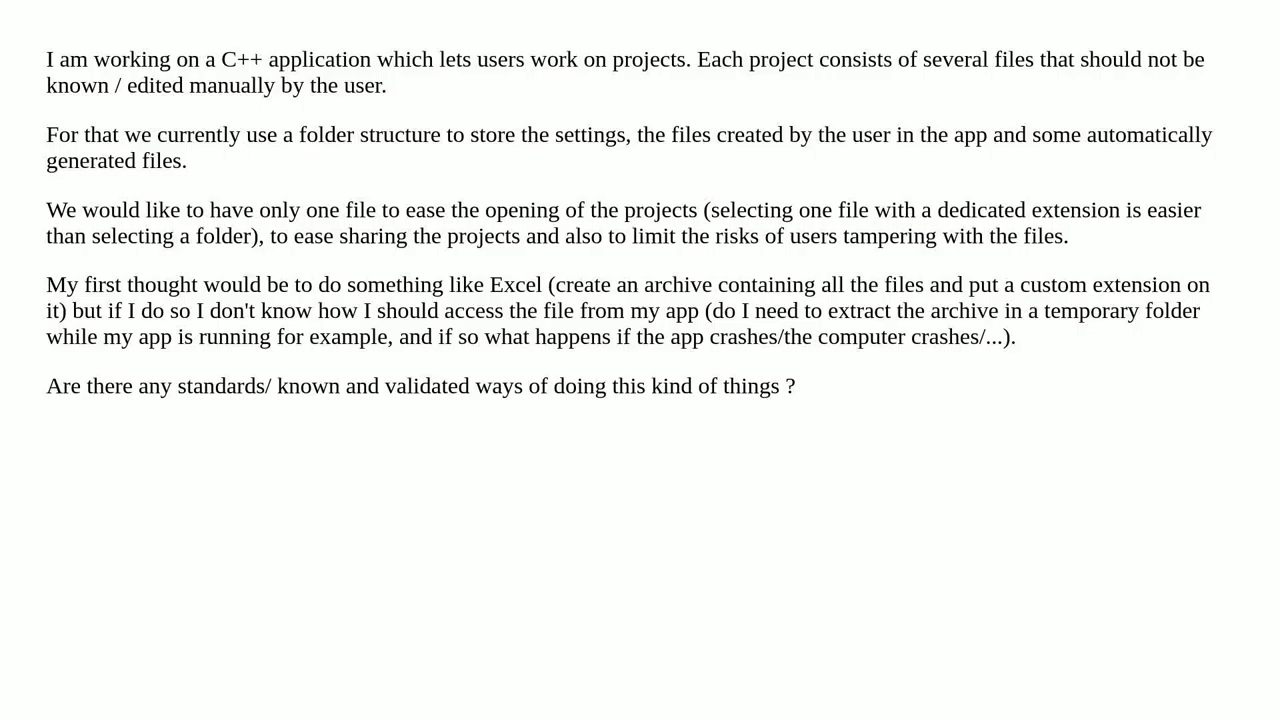 I am working on a C++ application which lets users work on projects. Each project consists of several files that should not be
known / edited manually by the user.
For that we currently use a folder structure to store the settings, the files created by the user in the app and some automatically
generated files.
We would like to have only one file to ease the opening of the projects (selecting one file with a dedicated extension is easier
than selecting a folder), to ease sharing the projects and also to limit the risks of users tampering with the files.
My first thought would be to do something like Excel (create an archive containing all the files and put a custom extension on
it) but if I do so I don't know how I should access the file from my app (do I need to extract the archive in a temporary folder
while my app is running for example, and if so what happens if the app crashes/the computer crashes/...).
Are there any standards/ known and validated ways of doing this kind of things ?